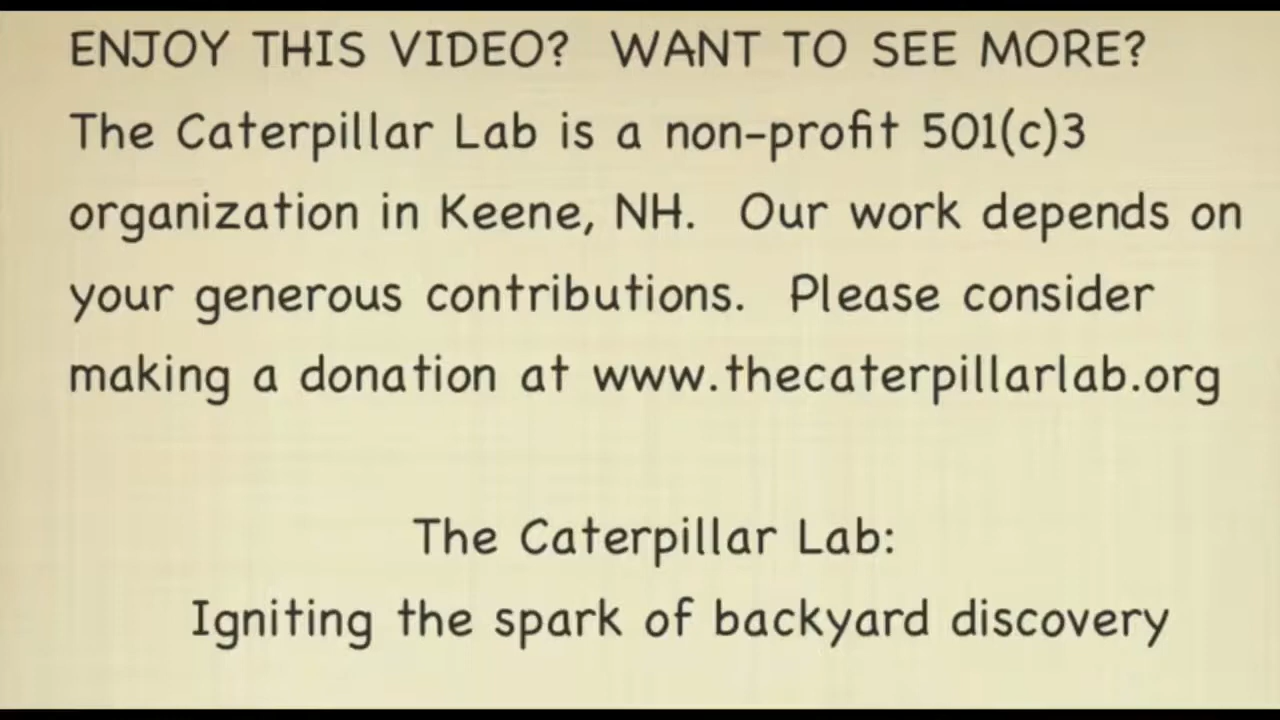 ENJOY THIS VIDEO?  WANT TO SEE MORE?
The Caterpillar Lab is a non-profit 501(c)3
organization in Keene, NH.  Our work depends on
your generous contributions.  Please consider
making a donation at www.thecaterpillarlab.org
The Caterpillar Lab:
Igniting the spark of backyard discovery